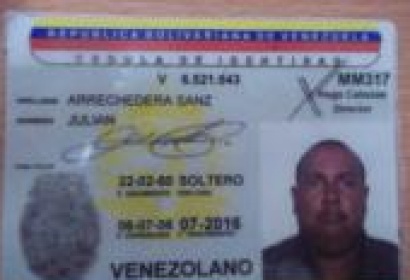 REPUBLICA BOLIVARIANA DE VENEZUELA
CEDULA DE IDENTIDAD
V 6.521.543 MM317
Director
APELLIDOS ARRECHEDERA SANZ
NOMBRES JULIAN
22-02-60 SOLTERO
06-07-06 07-2016
VENEZOLANO